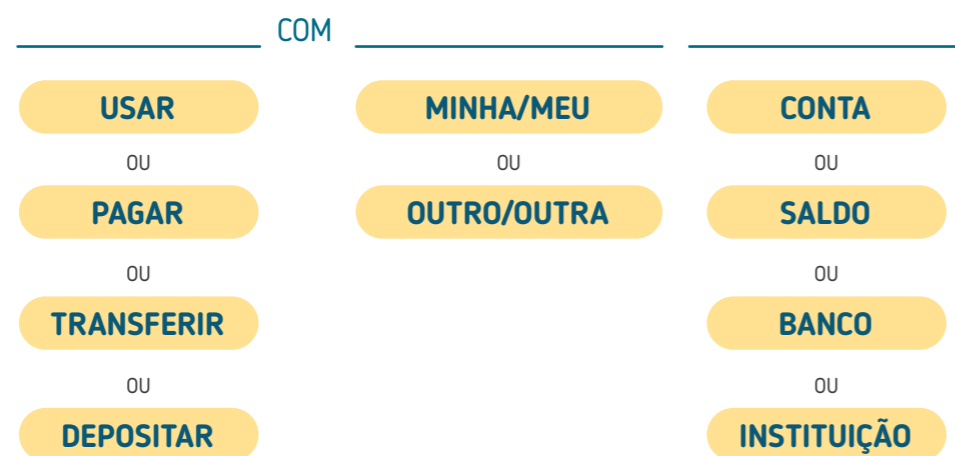 COM
USAR MINHA/MEU CONTA
OU OU OU
PAGAR OUTRO/OUTRA SALDO
OU OU
TRANSFERIR BANCO
OU OU
DEPOSITAR INSTITUIÇÃO